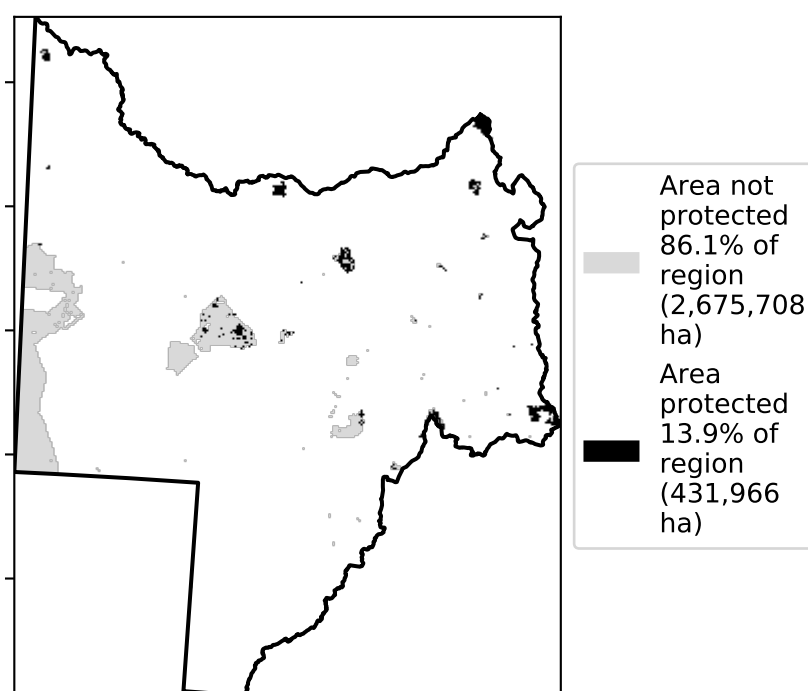 Area not
protected
86.1% of
region
(2,675,708
ha)
Area
protected
13.9% of
region
(431,966
ha)